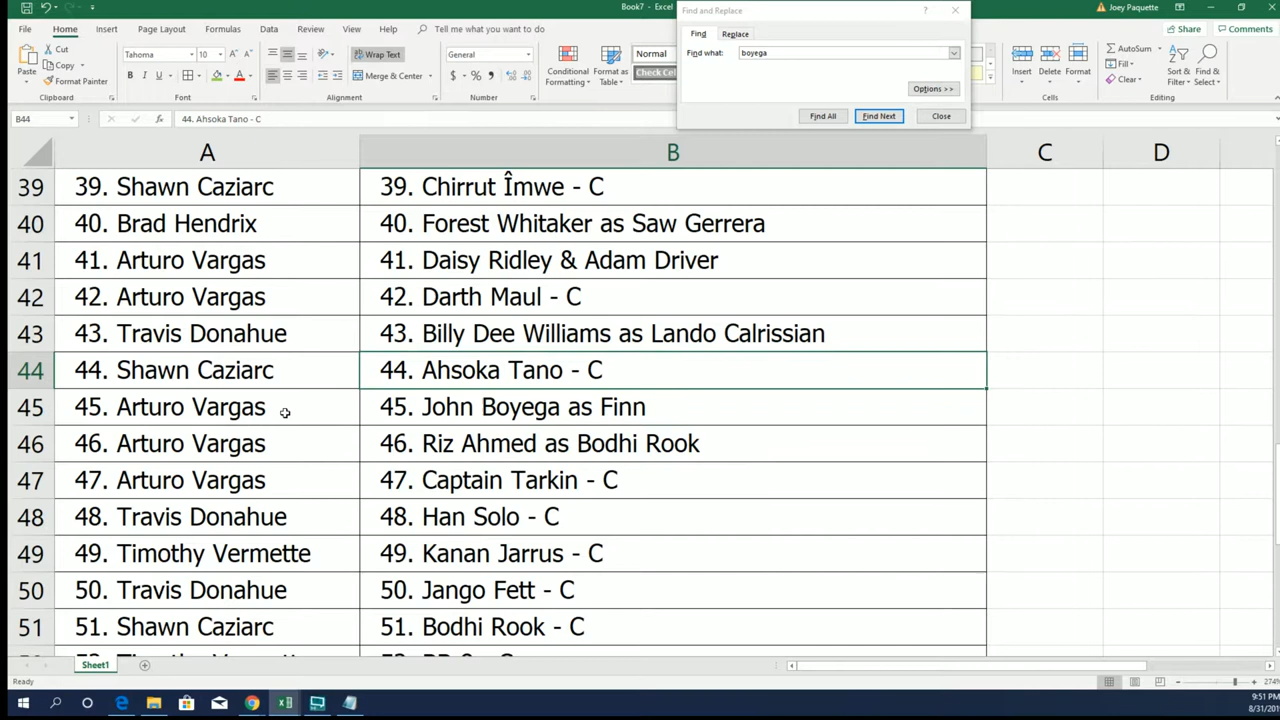 Book7 - Excel
Joey Paquette
Find and Replace
?
File Home Insert Page Layout Formulas Data Review View Help Tell me what you want to do
Share Comments
Find Replace
Find what: boyega
Options >>
Find All Find Next Close
Paste
Cut
Copy
Format Painter
Clipboard
Tahoma 10
B I U
Font
Wrap Text
Merge & Center
Alignment
General
$ % ,
Number
Conditional Formatting
Format as Table
Normal
Insert Delete Format
Cells
AutoSum
Fill
Clear
Sort & Filter
Find & Select
Editing
B44 fx 44. Ahsoka Tano - C
A B C D
39 39. Shawn Caziarc 39. Chirrut Îmwe - C
40 40. Brad Hendrix 40. Forest Whitaker as Saw Gerrera
41 41. Arturo Vargas 41. Daisy Ridley & Adam Driver
42 42. Arturo Vargas 42. Darth Maul - C
43 43. Travis Donahue 43. Billy Dee Williams as Lando Calrissian
44 44. Shawn Caziarc 44. Ahsoka Tano - C
45 45. Arturo Vargas 45. John Boyega as Finn
46 46. Arturo Vargas 46. Riz Ahmed as Bodhi Rook
47 47. Arturo Vargas 47. Captain Tarkin - C
48 48. Travis Donahue 48. Han Solo - C
49 49. Timothy Vermette 49. Kanan Jarrus - C
50 50. Travis Donahue 50. Jango Fett - C
51 51. Shawn Caziarc 51. Bodhi Rook - C
Sheet1
Ready
274%
9:51 PM